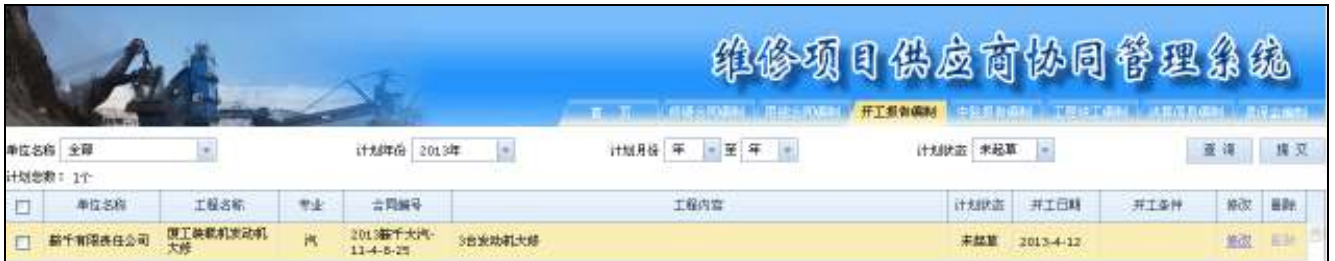 维修项目供应商协同管理系统
首 页 开工报告编制
单位名称 全部 计划年份 2013年 计划月份 年 至 年 计划状态 未起草 查 询 提 交
计划总数: 1个
单位名称 工程名称 专业 合同编号 工程内容 计划状态 开工日期 开工条件 修改 删除
鞍千有限责任公司 厦工装载机发动机 汽 2013鞍千大汽- 3台发动机大修 未起草 2013-4-12 修改 删除
大修 11-4-8-25